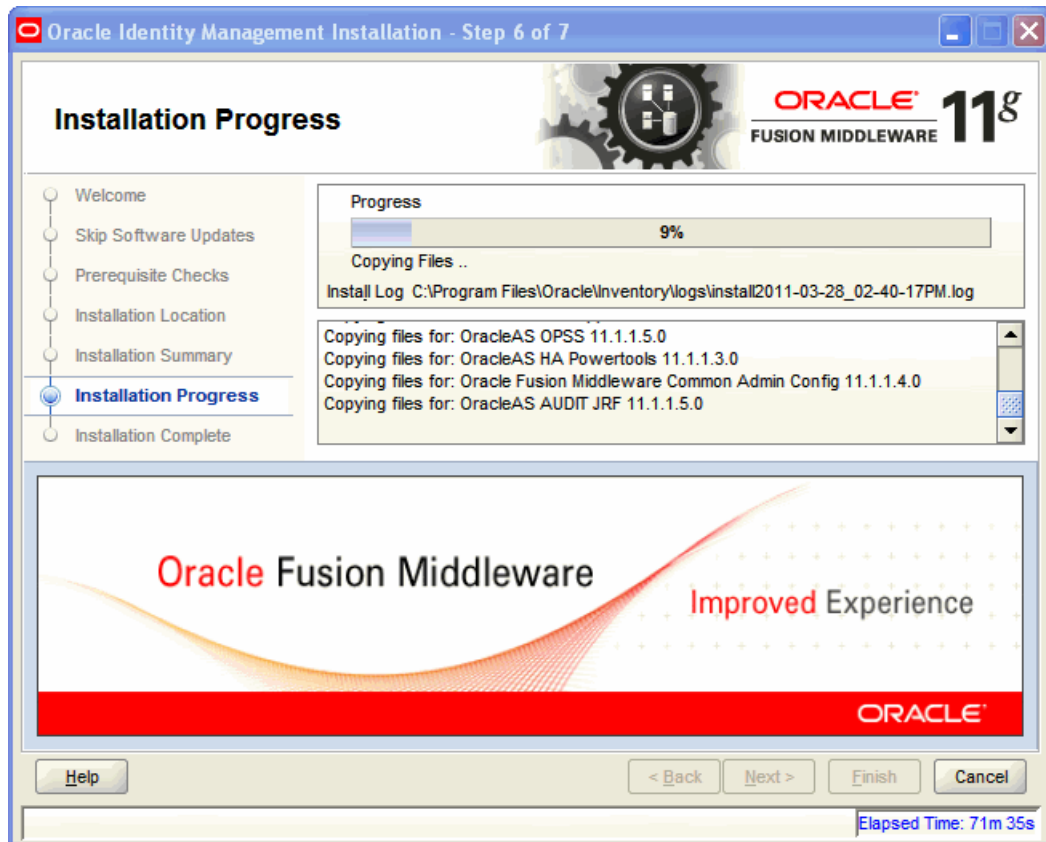 Oracle Identity Management Installation - Step 6 of 7
Installation Progress
ORACLE
FUSION MIDDLEWARE
11g
Welcome
Skip Software Updates
Prerequisite Checks
Installation Location
Installation Summary
Installation Progress
Installation Complete
Progress
9%
Copying Files ..
Install Log C:\Program Files\Oracle\Inventory\logs\install2011-03-28_02-40-17PM.log
Copying files for: OracleAS OPSS 11.1.1.5.0
Copying files for: OracleAS HA Powertools 11.1.1.3.0
Copying files for: Oracle Fusion Middleware Common Admin Config 11.1.1.4.0
Copying files for: OracleAS AUDIT JRF 11.1.1.5.0
Oracle Fusion Middleware
Improved Experience
ORACLE
Help
< Back
Next >
Finish
Cancel
Elapsed Time: 71m 35s